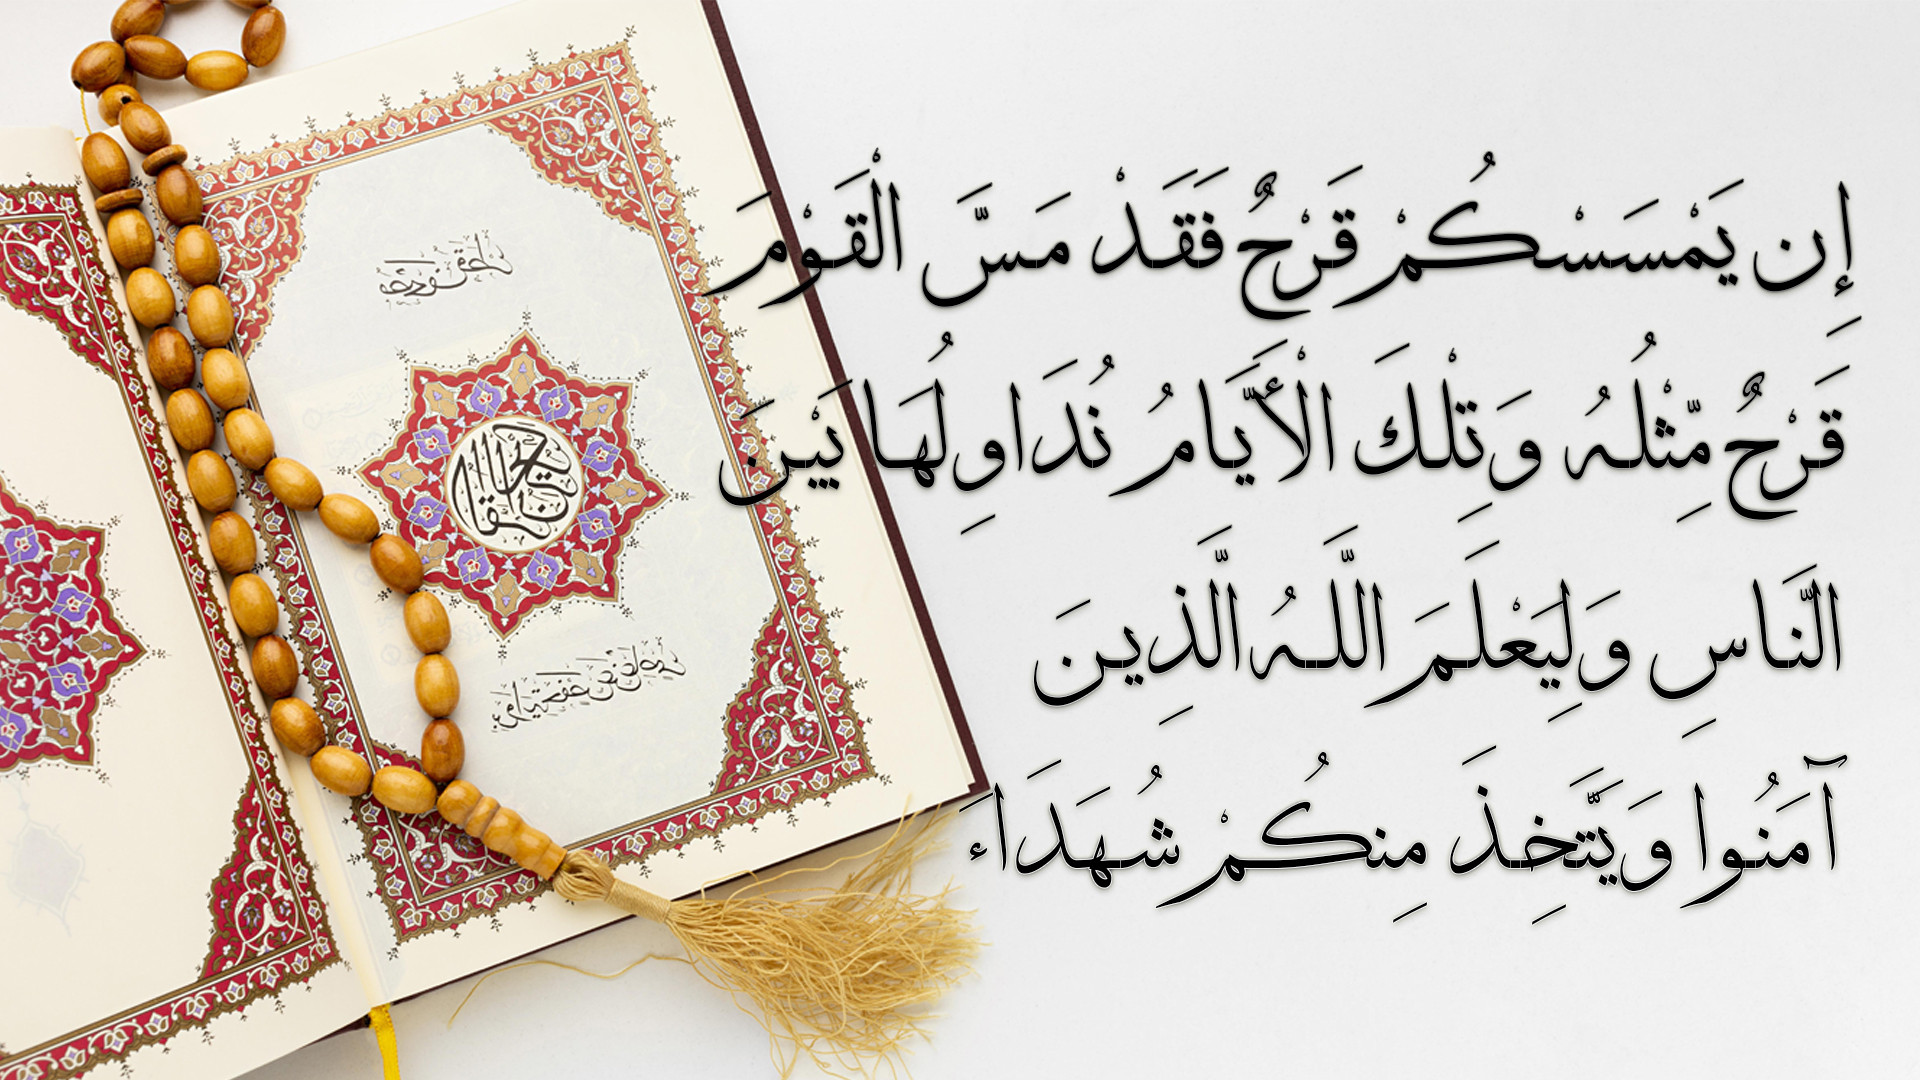 إِن يَمْسَسْكُمْ قَرْحٌ فَقَدْ مَسَّ الْقَوْمَ
قَرْحٌ مِّثْلُهُ وَتِلْكَ الْأَيَّامُ نُدَاوِلُهَا بَيْنَ
النَّاسِ وَلِيَعْلَمَ اللَّهُ الَّذِينَ
آمَنُوا وَيَتَّخِذَ مِنكُمْ شُهَدَاءَ